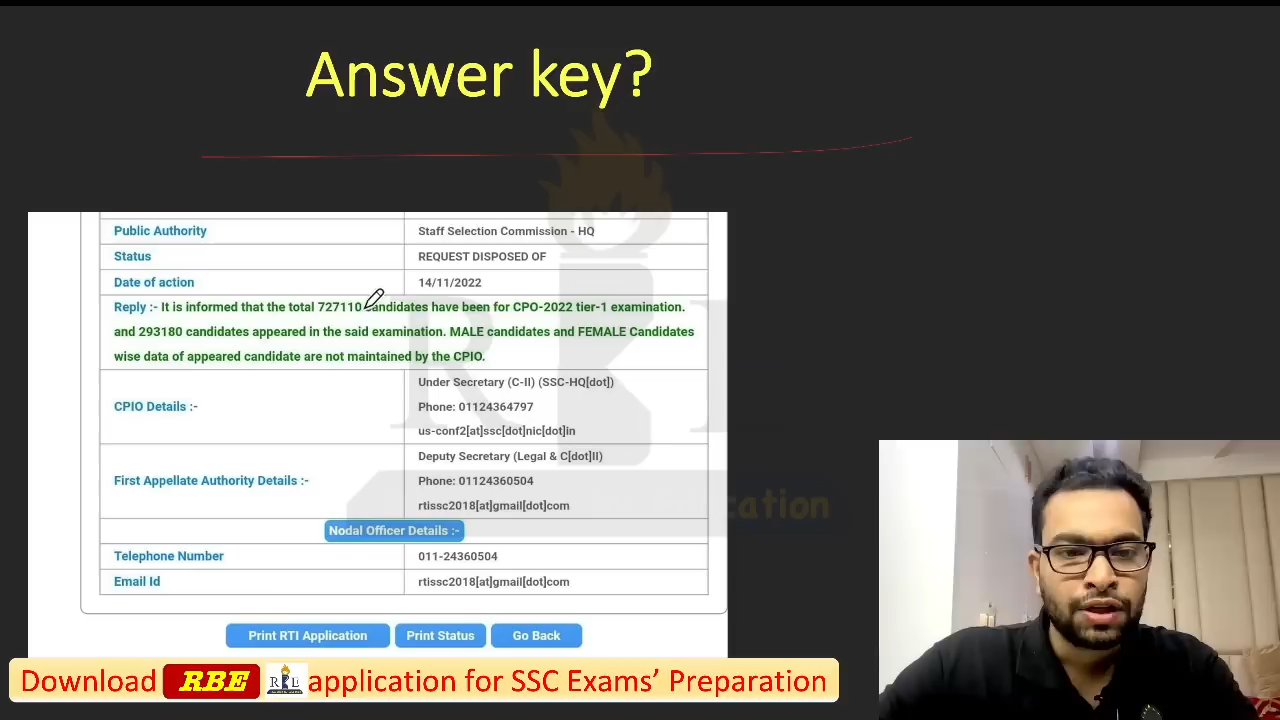 Answer key?
Public Authority Staff Selection Commission - HQ
Status REQUEST DISPOSED OF
Date of action 14/11/2022
Reply :- It is informed that the total 727110 candidates have been for CPO-2022 tier-1 examination.
and 293180 candidates appeared in the said examination. MALE candidates and FEMALE Candidates
wise data of appeared candidate are not maintained by the CPIO.
Under Secretary (C-II) (SSC-HQ[dot])
CPIO Details :- Phone: 01124364797
us-conf2[at]ssc[dot]nic[dot]in
Deputy Secretary (Legal & C[dot]II)
First Appellate Authority Details :- Phone: 01124360504
rtissc2018[at]gmail[dot]com
Nodal Officer Details :-
Telephone Number 011-24360504
Email Id rtissc2018[at]gmail[dot]com
Print RTI Application Print Status Go Back
Download RBE RBE application for SSC Exams' Preparation